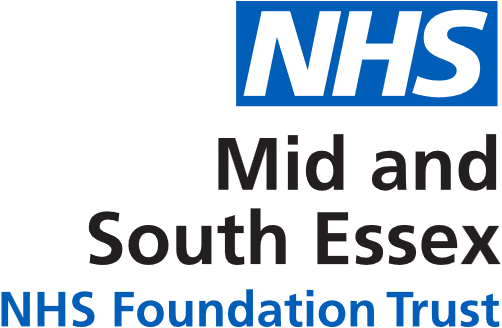 NHS
Mid and
South Essex
NHS Foundation Trust